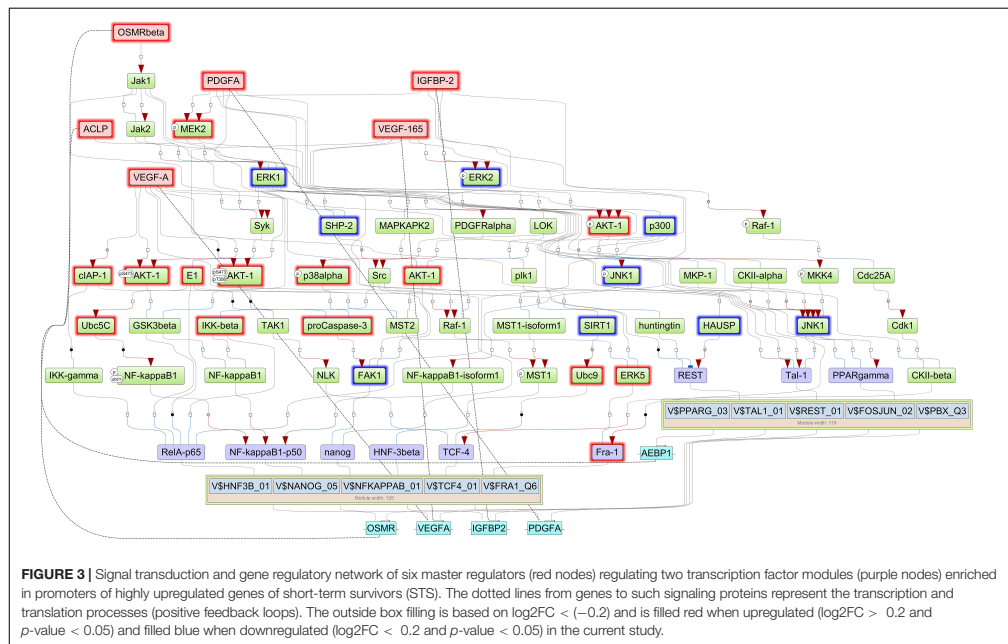 OSMRbeta
Jak1 PDGFA IGFBP-2
ACLP Jak2 p MEK2 VEGF-165
VEGF-A ERK1 p ERK2
Syk SHP-2 MAPKAPK2 PDGFRalpha LOK p AKT-1 p300 Raf-1
cIAP-1 pS473 AKT-1 E1 pS473 AKT-1 p p38alpha Src AKT-1 plk1 p JNK1 MKP-1 CKII-alpha p MKK4 Cdc25A
Ubc5C GSK3beta IKK-beta TAK1 proCaspase-3 MST2 Raf-1 MST1-isoform1 SIRT1 huntingtin HAUSP JNK1 Cdk1
IKK-gamma p NF-kappaB1 NF-kappaB1 NLK FAK1 NF-kappaB1-isoform1 p MST1 Ubc9 ERK5 REST Tal-1 PPARgamma CKII-beta
V$PPARG_03 V$TAL1_01 V$REST_01 V$FOSJUN_02 V$PBX_Q3
RelA-p65 NF-kappaB1-p50 nanog HNF-3beta TCF-4 Fra-1 AEBP1
V$HNF3B_01 V$NANOG_05 V$NFKAPPAB_01 V$TCF4_01 V$FRA1_Q6
OSMR VEGFA IGFBP2 PDGFA
FIGURE 3 | Signal transduction and gene regulatory network of six master regulators (red nodes) regulating two transcription factor modules (purple nodes) enriched
in promoters of highly upregulated genes of short-term survivors (STS). The dotted lines from genes to such signaling proteins represent the transcription and
translation processes (positive feedback loops). The outside box filling is based on log2FC < (−0.2) and is filled red when upregulated (log2FC > 0.2 and
p-value < 0.05) and filled blue when downregulated (log2FC < 0.2 and p-value < 0.05) in the current study.